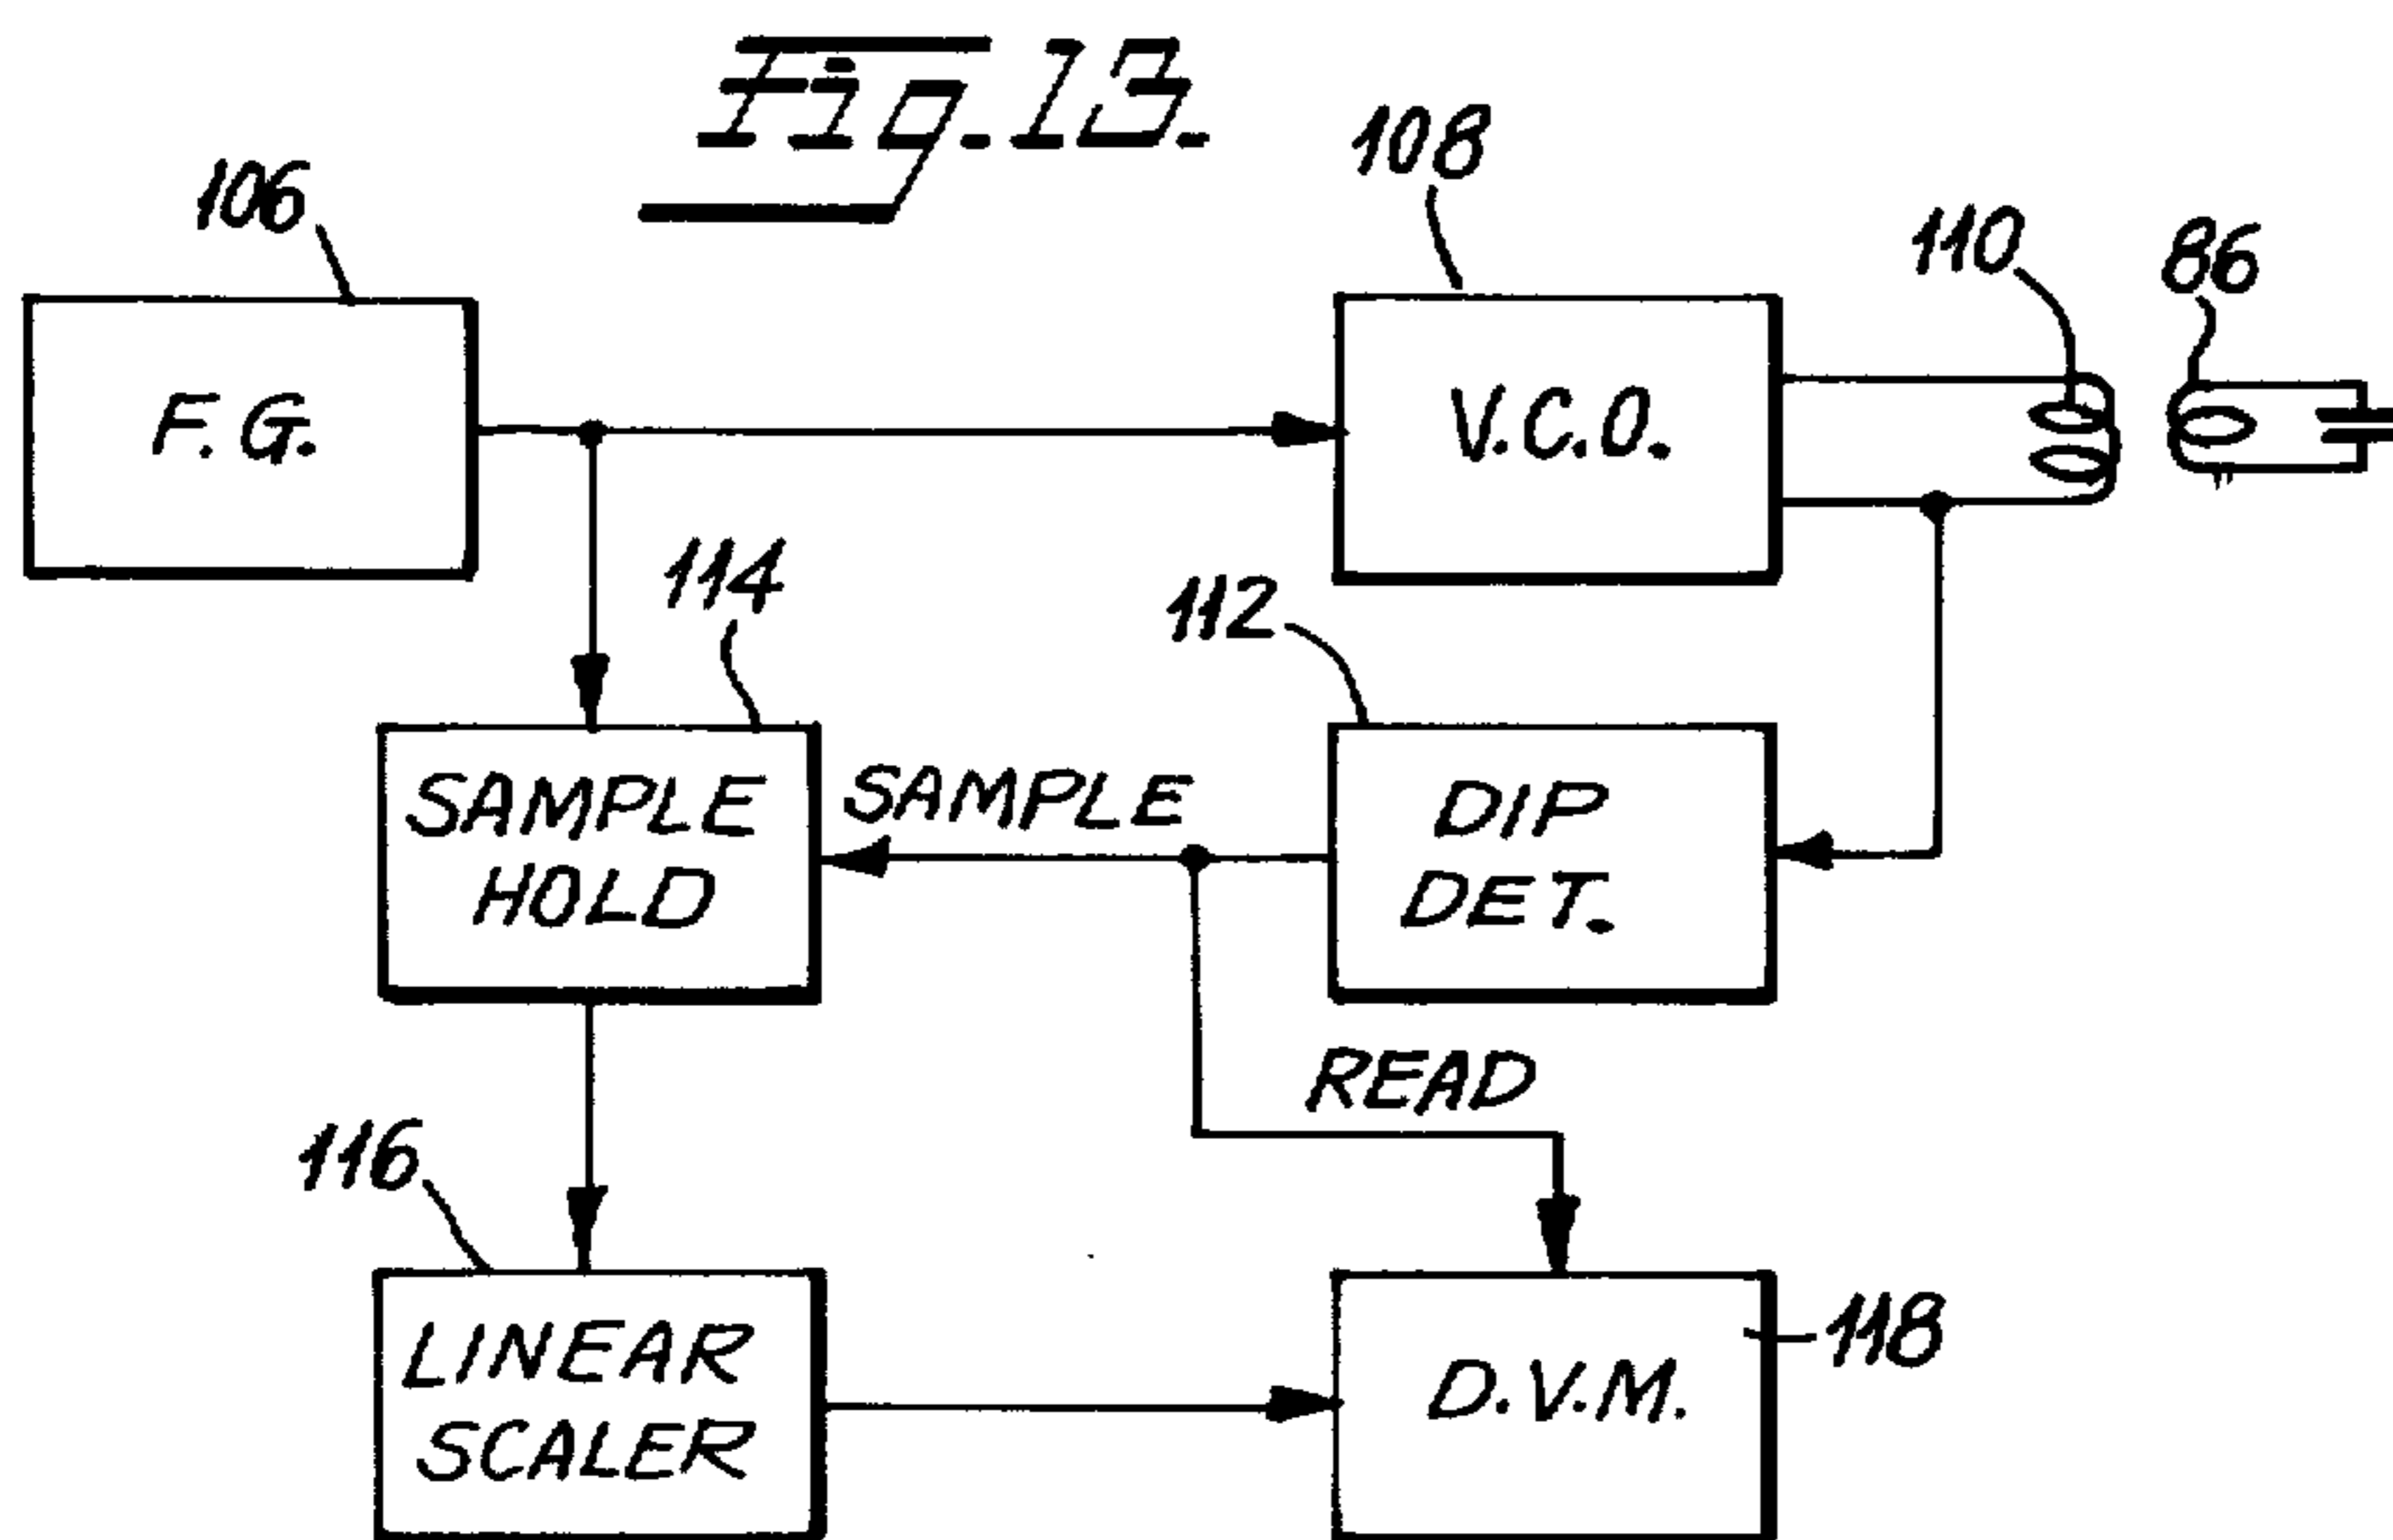 Fig. 13.
106
108
110
86
F.G.
V.C.O.
114
112
SAMPLE
HOLD
SAMPLE
DIP
DET.
READ
116
LINEAR
SCALER
D.V.M.
118